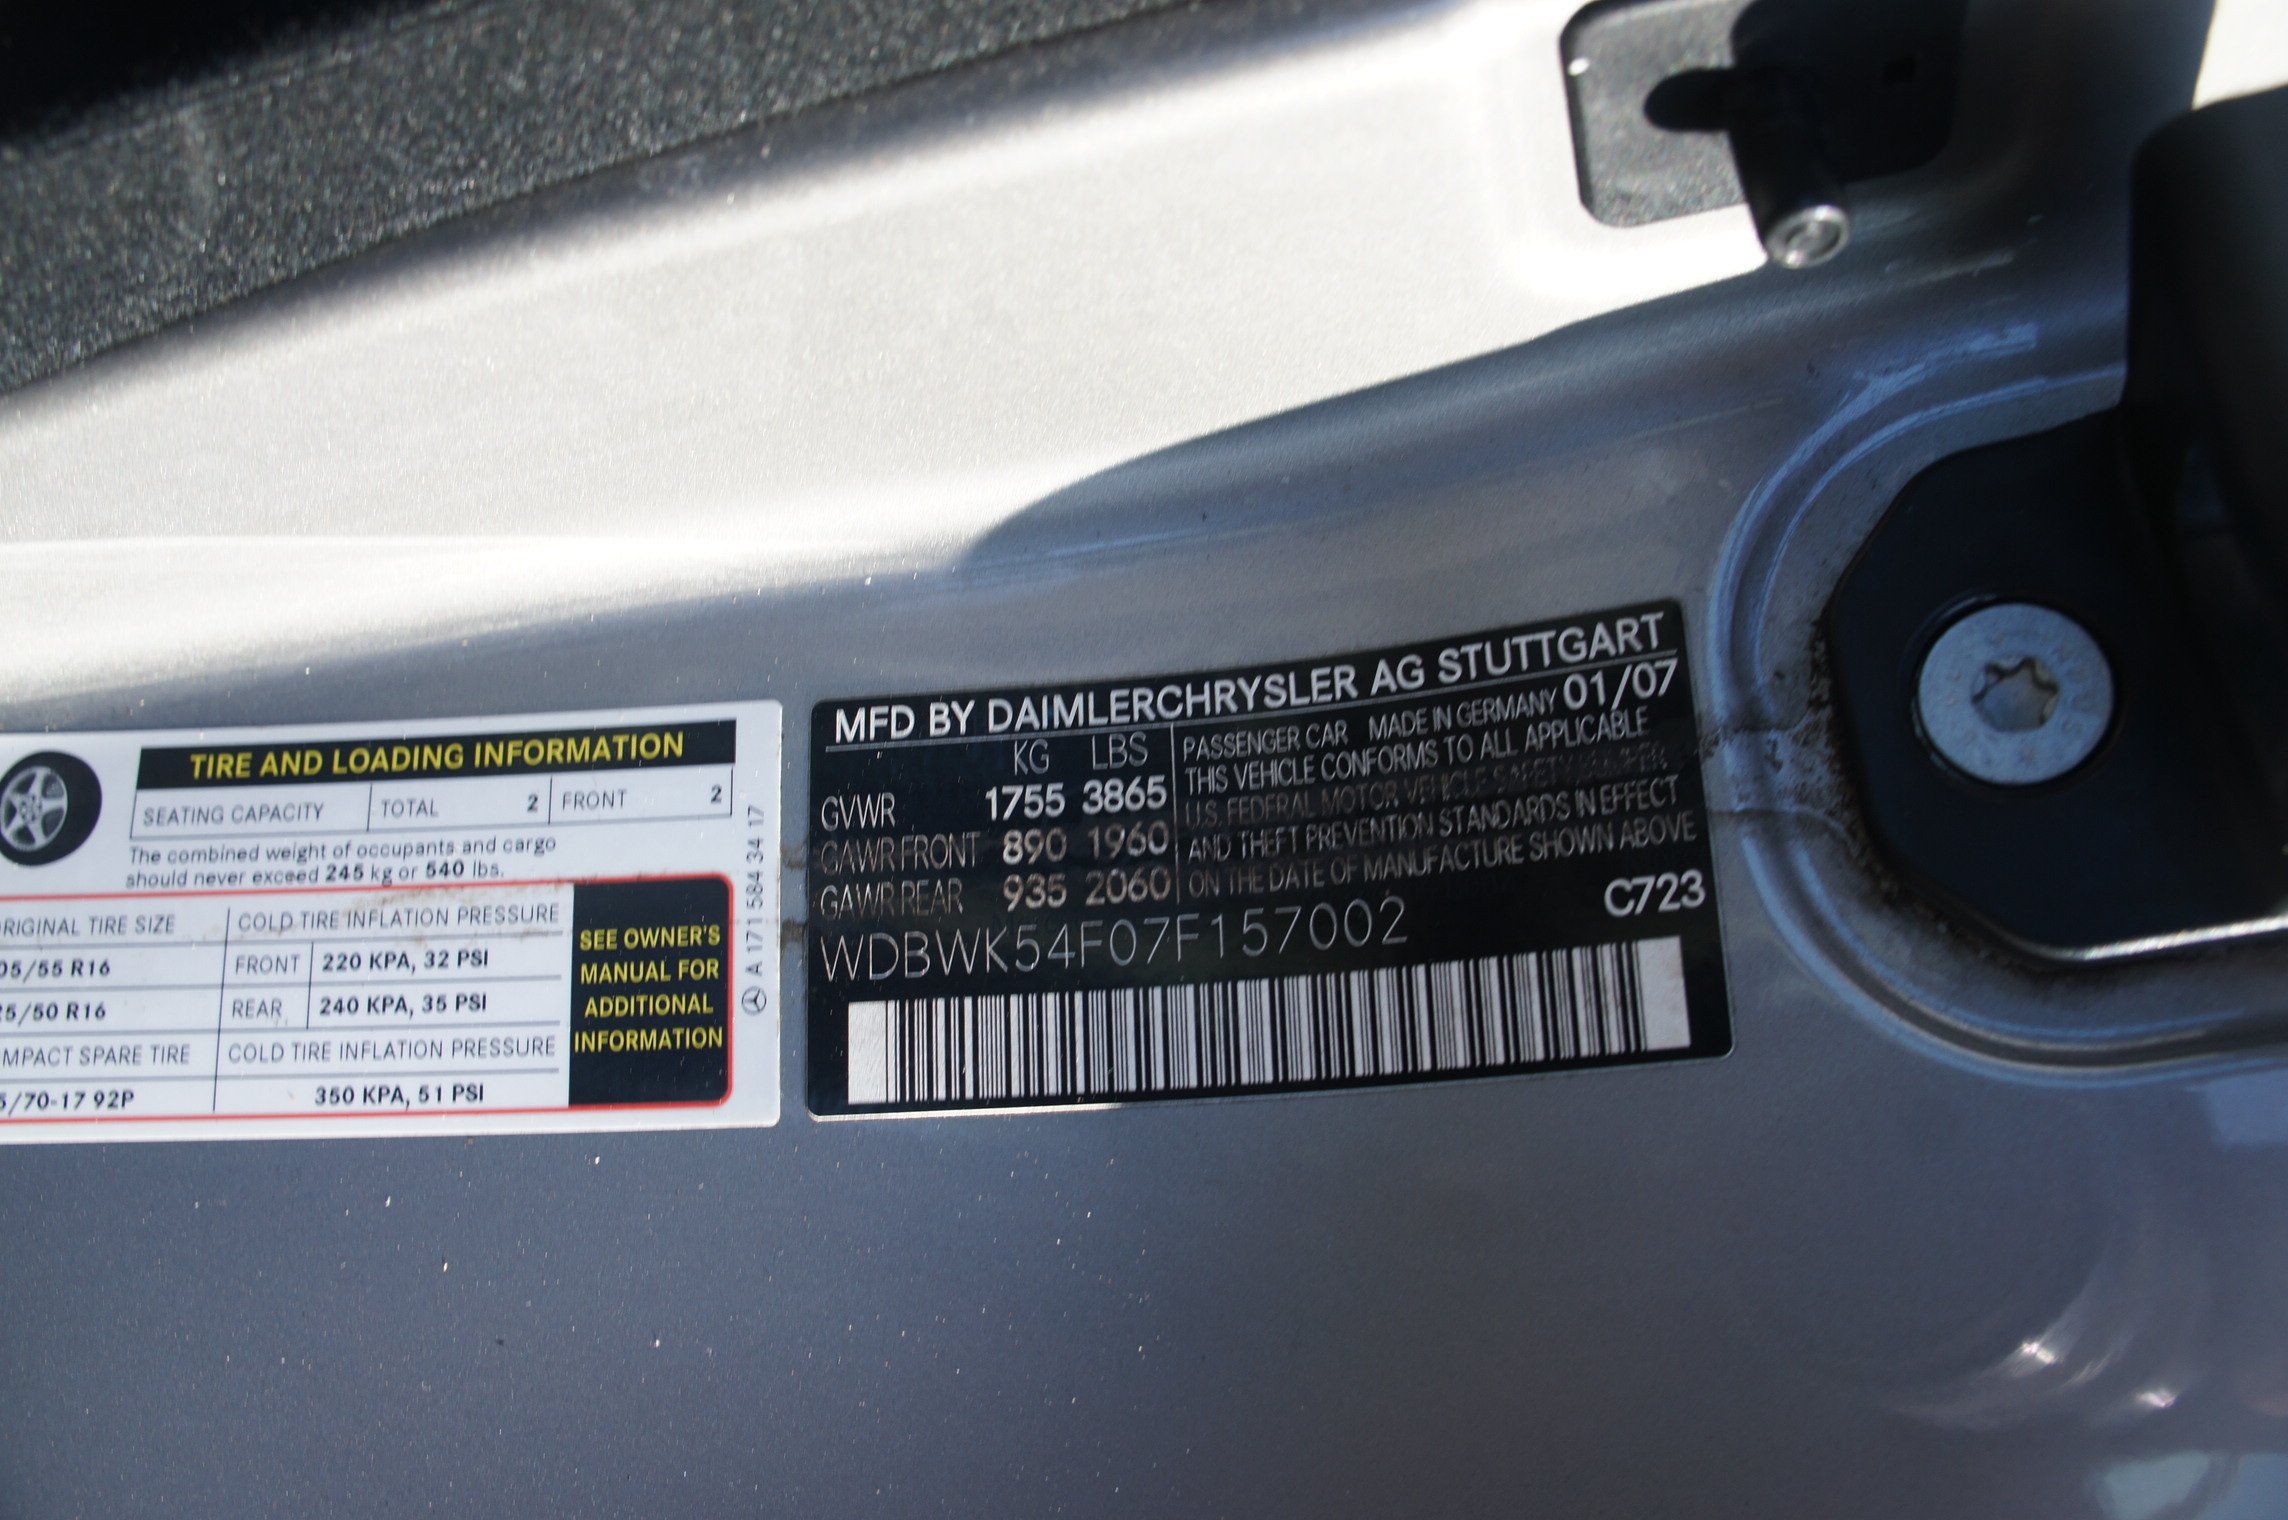 TIRE AND LOADING INFORMATION
SEATING CAPACITY TOTAL 2 FRONT 2
The combined weight of occupants and cargo
should never exceed 245 kg or 540 lbs.
RIGINAL TIRE SIZE COLD TIRE INFLATION PRESSURE
05/55 R16 FRONT 220 KPA, 32 PSI
25/50 R16 REAR 240 KPA, 35 PSI
MPACT SPARE TIRE COLD TIRE INFLATION PRESSURE
5/70-17 92P 350 KPA, 51 PSI
SEE OWNER'S
MANUAL FOR
ADDITIONAL
INFORMATION
A 171 584 34 17
MFD BY DAIMLERCHRYSLER AG STUTTGART
KG LBS
GVWR 1755 3865
GAWR FRONT 890 1960
GAWR REAR 935 2060
PASSENGER CAR MADE IN GERMANY 01/07
THIS VEHICLE CONFORMS TO ALL APPLICABLE
U.S. FEDERAL MOTOR VEHICLE SAFETY BUMPER
AND THEFT PREVENTION STANDARDS IN EFFECT
ON THE DATE OF MANUFACTURE SHOWN ABOVE
C723
WDBWK54F07F157002